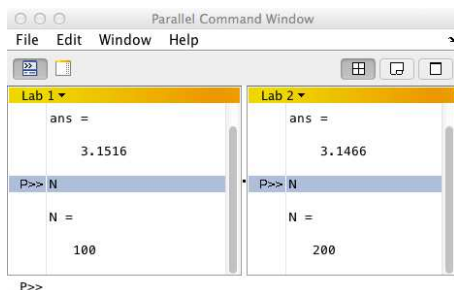 Parallel Command Window
File Edit Window Help
Lab 1
ans =
3.1516
P>> N
N =
100
Lab 2
ans =
3.1466
P>> N
N =
200
P>>